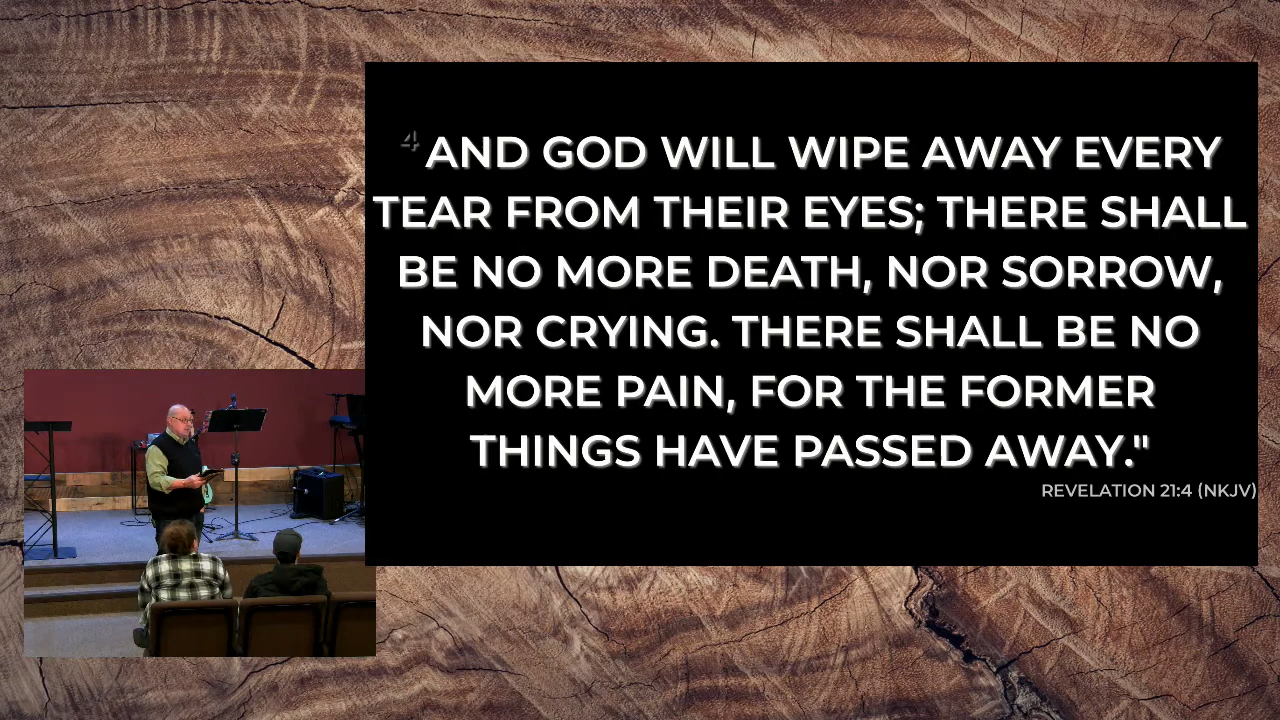 4 AND GOD WILL WIPE AWAY EVERY
TEAR FROM THEIR EYES; THERE SHALL
BE NO MORE DEATH, NOR SORROW,
NOR CRYING. THERE SHALL BE NO
MORE PAIN, FOR THE FORMER
THINGS HAVE PASSED AWAY."
REVELATION 21:4 (NKJV)